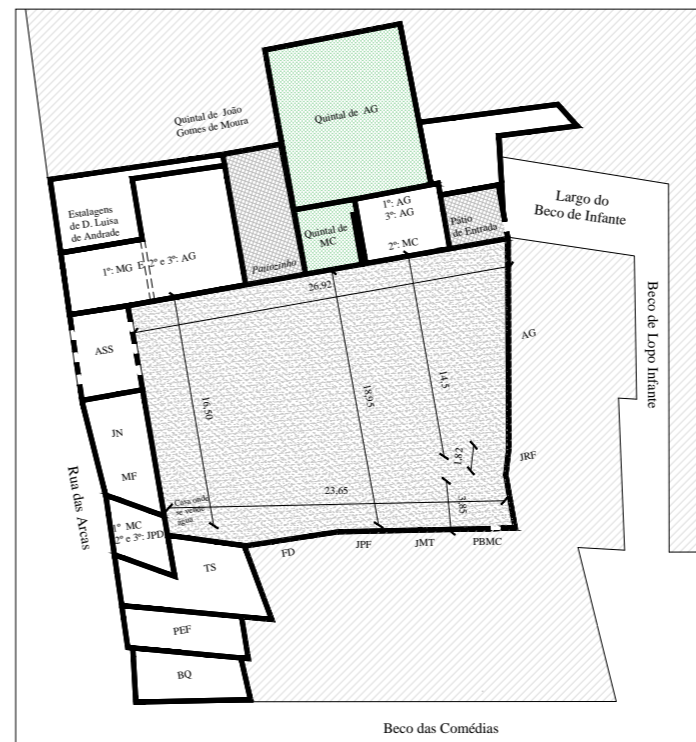 Quintal de João
Gomes de Moura
Quintal de AG
Largo do
Beco de Infante
Estalagens
de D. Luisa
de Andrade
1º: MG E 2º e 3º: AG
Patiozinho
Quintal de
MC
1º: AG
3º: AG
2º: MC
Pátio
de Entrada
Beco de Lopo Infante
26,92
ASS
AG
16,50
18,95
14,5
JN
MF
1,82
JRF
Rua das Arcas
Casa onde
se vende
água
23,65
3,85
1º MC
2º e 3º: JPD
TS
FD
JPF
JMT
PBMC
PEF
BQ
Beco das Comédias